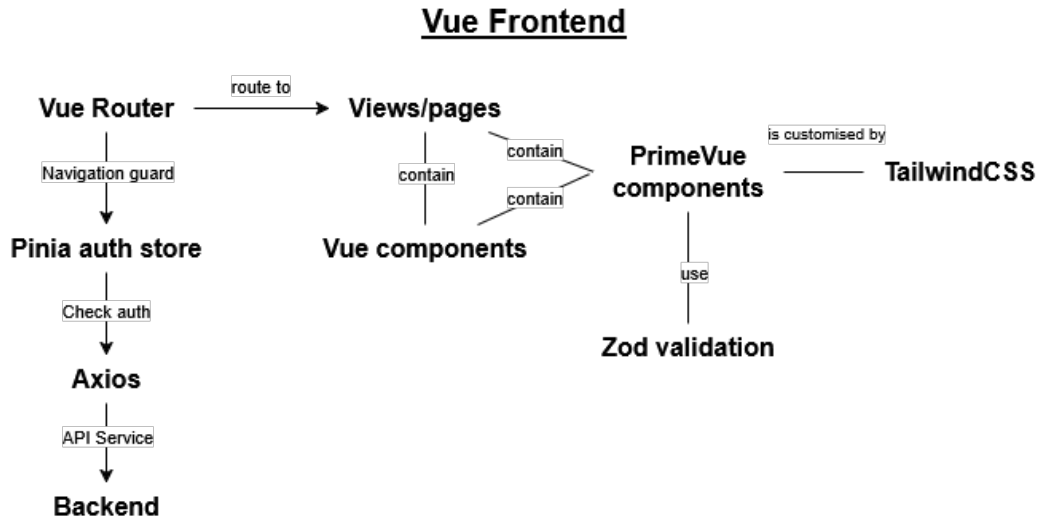 Vue Frontend
route to
Vue Router
Views/pages
is customised by
contain
PrimeVue
components
TailwindCSS
Navigation guard
contain
contain
Pinia auth store
Vue components
use
Check auth
Zod validation
Axios
API Service
Backend